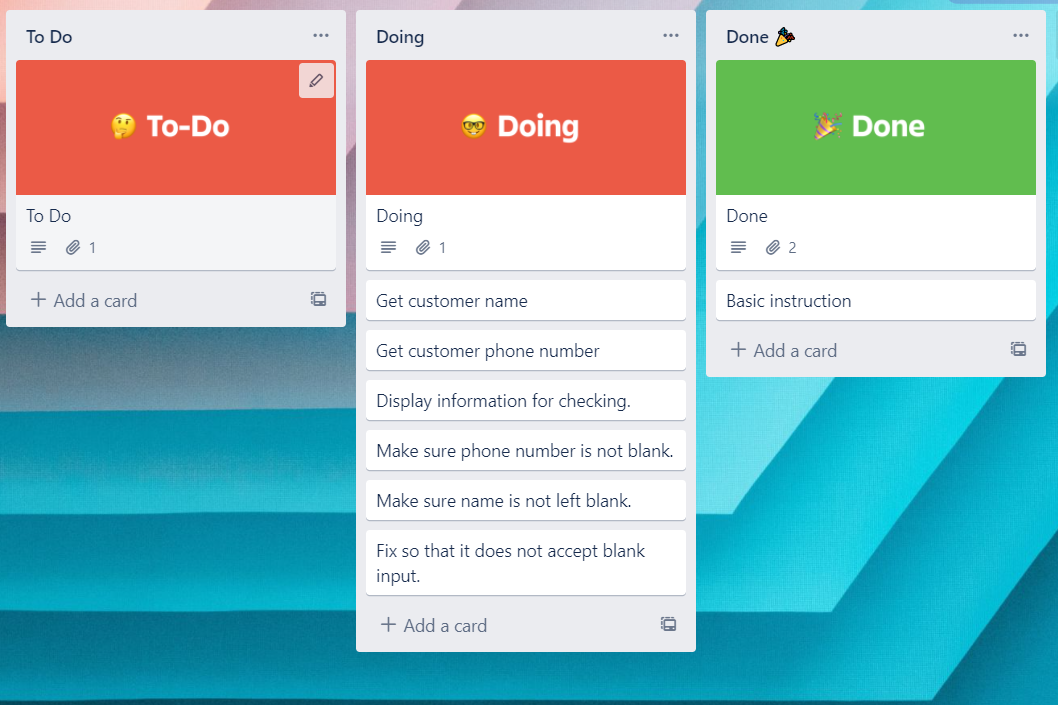 To Do
🤔 To-Do
To Do
1
+ Add a card
Doing
🤓 Doing
Doing
1
Get customer name
Get customer phone number
Display information for checking.
Make sure phone number is not blank.
Make sure name is not left blank.
Fix so that it does not accept blank
input.
+ Add a card
Done 🎉
🎉 Done
Done
2
Basic instruction
+ Add a card